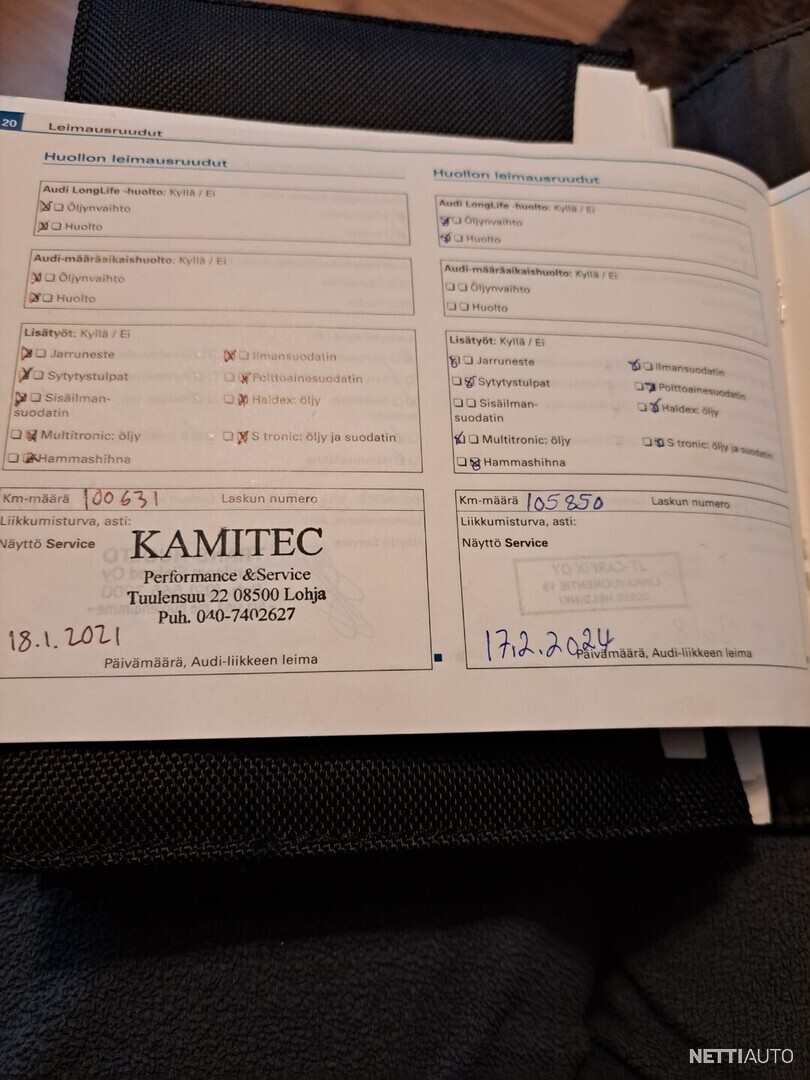 20 Leimausruudut
Huollon leimausruudut
Audi LongLife -huolto: Kyllä / Ei
Öljynvaihto
Huolto
Audi-määräaikaishuolto: Kyllä / Ei
Öljynvaihto
Huolto
Lisätyöt: Kyllä / Ei
Jarruneste
Ilmansuodatin
Sytytystulpat
Polttoainesuodatin
Sisäilman-
suodatin
Haldex: öljy
Multitronic: öljy
S tronic: öljy ja suodatin
Hammashihna
Km-määrä 100631 Laskun numero
Liikkumisturva, asti:
Näyttö Service
KAMITEC
Performance &Service
Tuulensuu 22 08500 Lohja
Puh. 040-7402627
18.1.2021
Päivämäärä, Audi-liikkeen leima
Huollon leimausruudut
Audi LongLife -huolto: Kyllä / Ei
Öljynvaihto
Huolto
Audi-määräaikaishuolto: Kyllä / Ei
Öljynvaihto
Huolto
Lisätyöt: Kyllä / Ei
Jarruneste
Ilmansuodatin
Sytytystulpat
Polttoainesuodatin
Sisäilman-
suodatin
Haldex: öljy
Multitronic: öljy
S tronic: öljy ja suodatin
Hammashihna
Km-määrä 105850 Laskun numero
Liikkumisturva, asti:
Näyttö Service
17.2.2024
Päivämäärä, Audi-liikkeen leima
NETTIAUTO